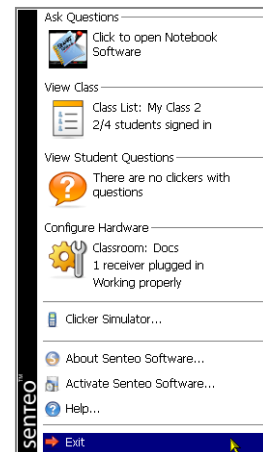 Ask Questions
Click to open Notebook
Software
View Class
Class List: My Class 2
2/4 students signed in
View Student Questions
There are no clickers with
questions
Configure Hardware
Classroom: Docs
1 receiver plugged in
Working properly
Clicker Simulator...
About Senteo Software...
Activate Senteo Software...
Help...
Exit
senteo™